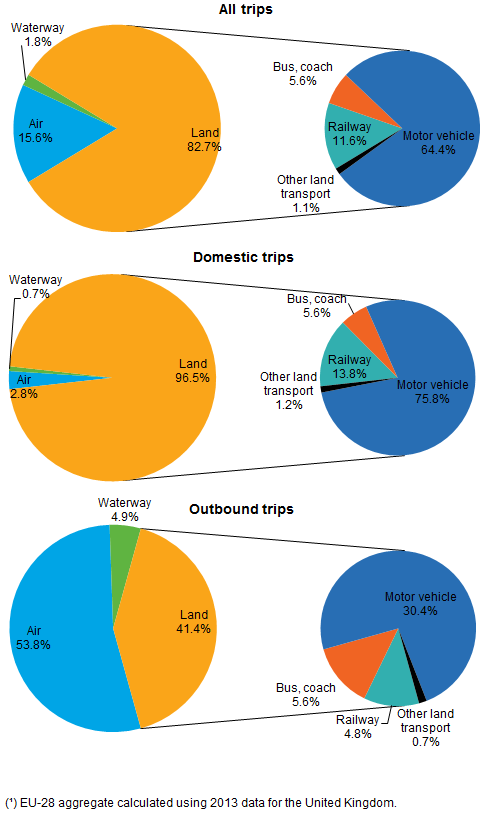 All trips
Waterway
1.8%
Air
15.6%
Land
82.7%
Bus, coach
5.6%
Railway
11.6%
Other land
transport
1.1%
Motor vehicle
64.4%
Domestic trips
Waterway
0.7%
Air
2.8%
Land
96.5%
Bus, coach
5.6%
Railway
13.8%
Other land
transport
1.2%
Motor vehicle
75.8%
Outbound trips
Waterway
4.9%
Air
53.8%
Land
41.4%
Motor vehicle
30.4%
Bus, coach
5.6%
Railway
4.8%
Other land
transport
0.7%
(¹) EU-28 aggregate calculated using 2013 data for the United Kingdom.